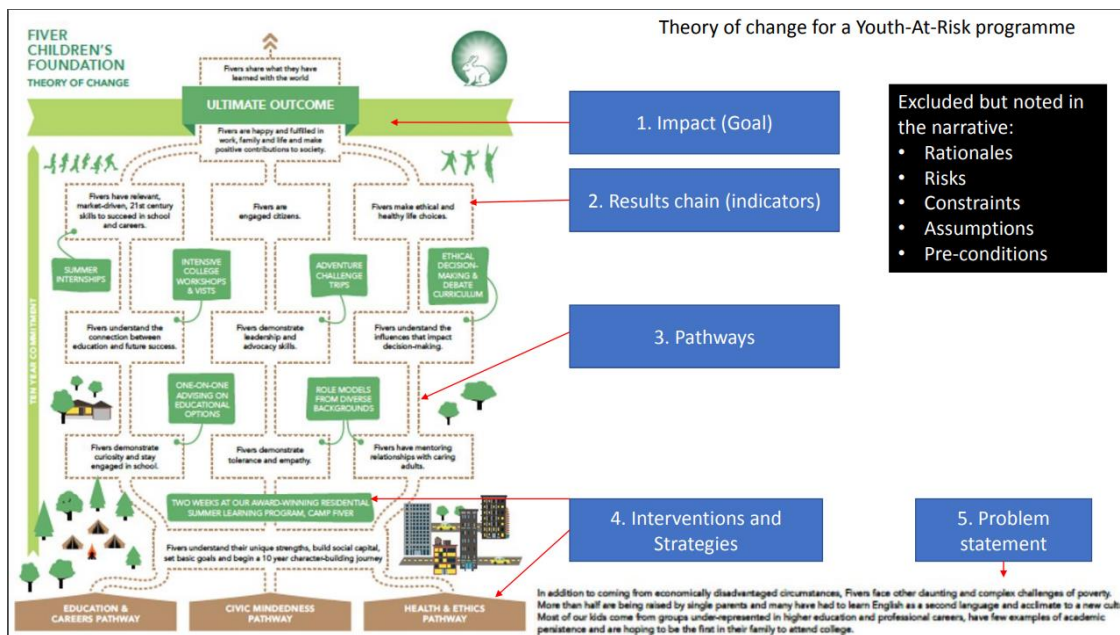 Theory of change for a Youth-At-Risk programme
FIVER
CHILDREN'S
FOUNDATION
THEORY OF CHANGE
Fivers share what they have
learned with the world
ULTIMATE OUTCOME
Fivers are happy and fulfilled in
work, family and life and make
positive contributions to society.
Fivers have relevant,
market-driven, 21st century
skills to succeed in school
and careers.
Fivers are
engaged citizens.
Fivers make ethical and
healthy life choices.
SUMMER
INTERNSHIPS
INTENSIVE
COLLEGE
WORKSHOPS
& VISTS
ADVENTURE
CHALLENGE
TRIPS
ETHICAL
DECISION-
MAKING &
DEBATE
CURRICULUM
Fivers understand the
connection between
education and future success.
Fivers demonstrate
leadership and
advocacy skills.
Fivers understand the
influences that impact
decision-making.
ONE-ON-ONE
ADVISING ON
EDUCATIONAL
OPTIONS
ROLE MODELS
FROM DIVERSE
BACKGROUNDS
Fivers demonstrate
curiosity and stay
engaged in school.
Fivers demonstrate
tolerance and empathy.
Fivers have mentoring
relationships with caring
adults.
TWO WEEKS AT OUR AWARD-WINNING RESIDENTIAL
SUMMER LEARNING PROGRAM, CAMP FIVER
Fivers understand their unique strengths, build social capital,
set basic goals and begin a 10 year character-building journey
EDUCATION &
CAREERS PATHWAY
CIVIC MINDEDNESS
PATHWAY
HEALTH & ETHICS
PATHWAY
TEN YEAR COMMITMENT
1. Impact (Goal)
2. Results chain (indicators)
3. Pathways
4. Interventions and
Strategies
5. Problem
statement
Excluded but noted in
the narrative:
• Rationales
• Risks
• Constraints
• Assumptions
• Pre-conditions
In addition to coming from economically disadvantaged circumstances, Fivers face other daunting and complex challenges of poverty.
More than half are being raised by single parents and many have had to learn English as a second language and acclimate to a new
Most of our kids come from groups under-represented in higher education and professional careers, have few examples of academic
persistence and are hoping to be the first in their family to attend college.